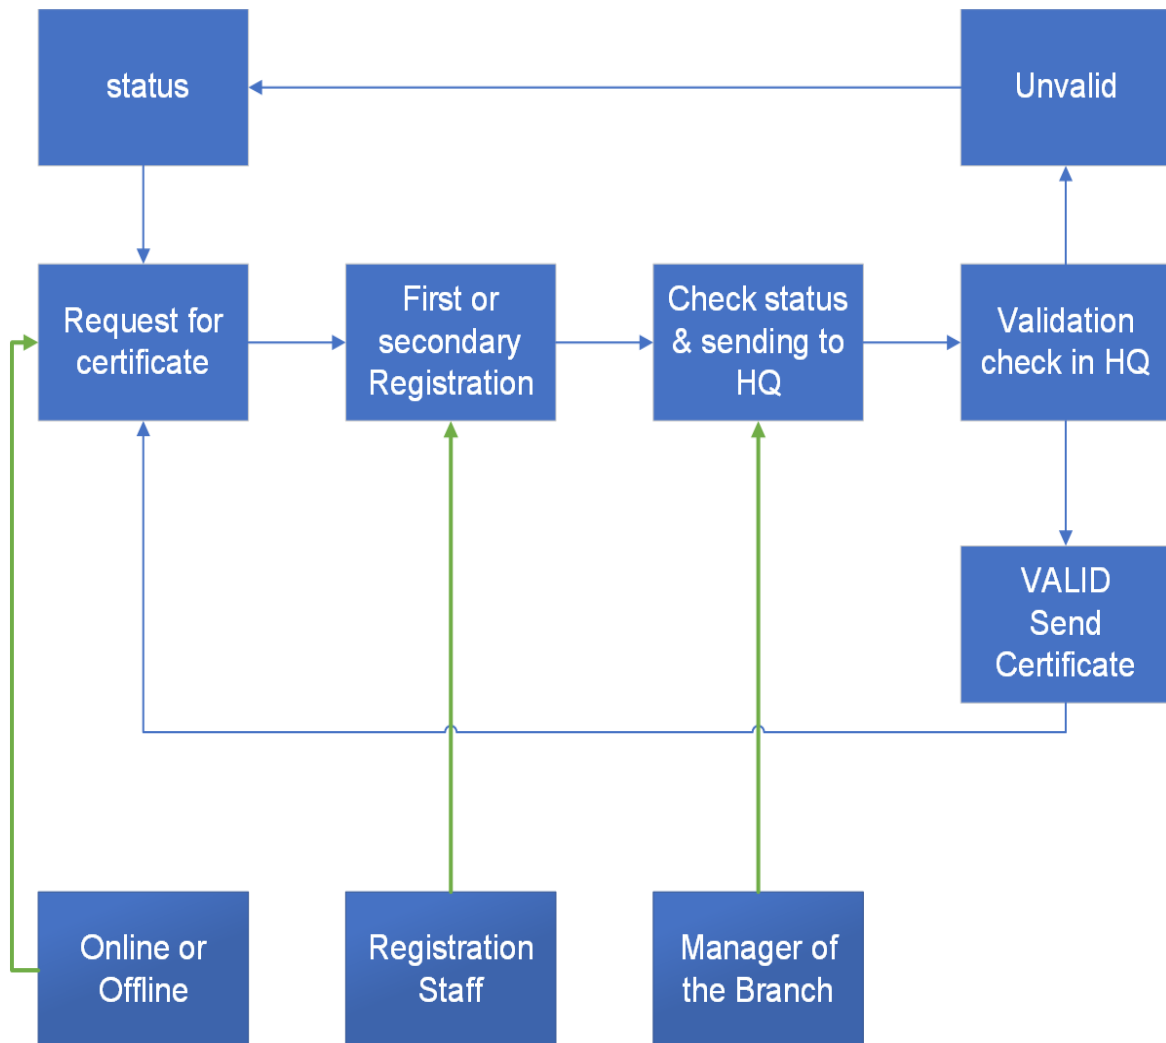 status
Unvalid
Request for
certificate
First or
secondary
Registration
Check status
& sending to
HQ
Validation
check in HQ
VALID
Send
Certificate
Online or
Offline
Registration
Staff
Manager of
the Branch